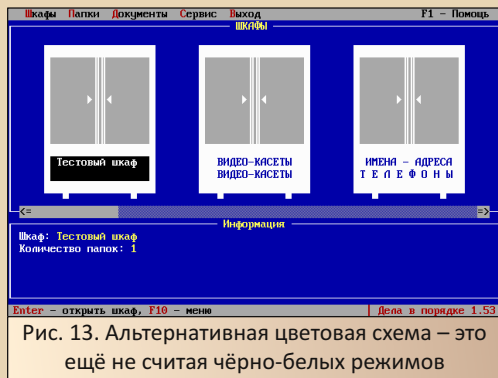 Шкафы Папки Документы Сервис Выход F1 – Помощь
ШКАФЫ
Тестовый шкаф ВИДЕО-КАСЕТЫ ИМЕНА - АДРЕСА
ВИДЕО-КАСЕТЫ ТЕЛЕФОНЫ
<= =>
Информация
Шкаф: Тестовый шкаф
Количество папок: 1
Enter – открыть шкаф, F10 – меню Дела в порядке 1.53
Рис. 13. Альтернативная цветовая схема – это
ещё не считая чёрно-белых режимов